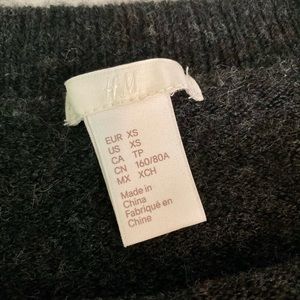 H&M
EUR XS
US XS
CA TP
CN 160/80A
MX XCH
Made in
China
Fabriqué en
Chine